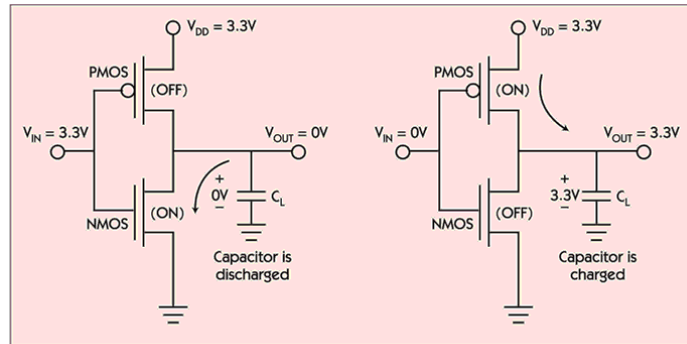 V_DD = 3.3V
PMOS
(OFF)
V_IN = 3.3V
V_OUT = 0V
+
0V
–
C_L
(ON)
NMOS
Capacitor is
discharged
V_DD = 3.3V
PMOS
(ON)
V_IN = 0V
V_OUT = 3.3V
+
3.3V
–
C_L
(OFF)
NMOS
Capacitor is
charged